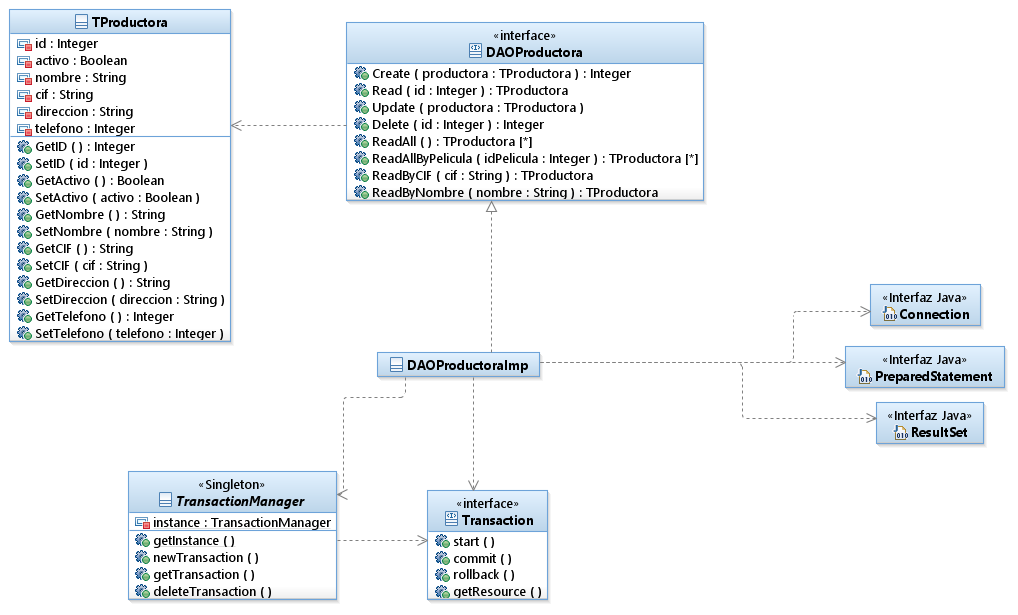 TProductora
id : Integer
activo : Boolean
nombre : String
cif : String
direccion : String
telefono : Integer
GetID ( ) : Integer
SetID ( id : Integer )
GetActivo ( ) : Boolean
SetActivo ( activo : Boolean )
GetNombre ( ) : String
SetNombre ( nombre : String )
GetCIF ( ) : String
SetCIF ( cif : String )
GetDireccion ( ) : String
SetDireccion ( direccion : String )
GetTelefono ( ) : Integer
SetTelefono ( telefono : Integer )
«interface»
DAOProductora
Create ( productora : TProductora ) : Integer
Read ( id : Integer ) : TProductora
Update ( productora : TProductora )
Delete ( id : Integer ) : Integer
ReadAll ( ) : TProductora [*]
ReadAllByPelicula ( idPelicula : Integer ) : TProductora [*]
ReadByCIF ( cif : String ) : TProductora
ReadByNombre ( nombre : String ) : TProductora
«Interfaz Java»
Connection
«Interfaz Java»
PreparedStatement
«Interfaz Java»
ResultSet
DAOProductoraImp
«Singleton»
TransactionManager
instance : TransactionManager
getInstance ( )
newTransaction ( )
getTransaction ( )
deleteTransaction ( )
«interface»
Transaction
start ( )
commit ( )
rollback ( )
getResource ( )